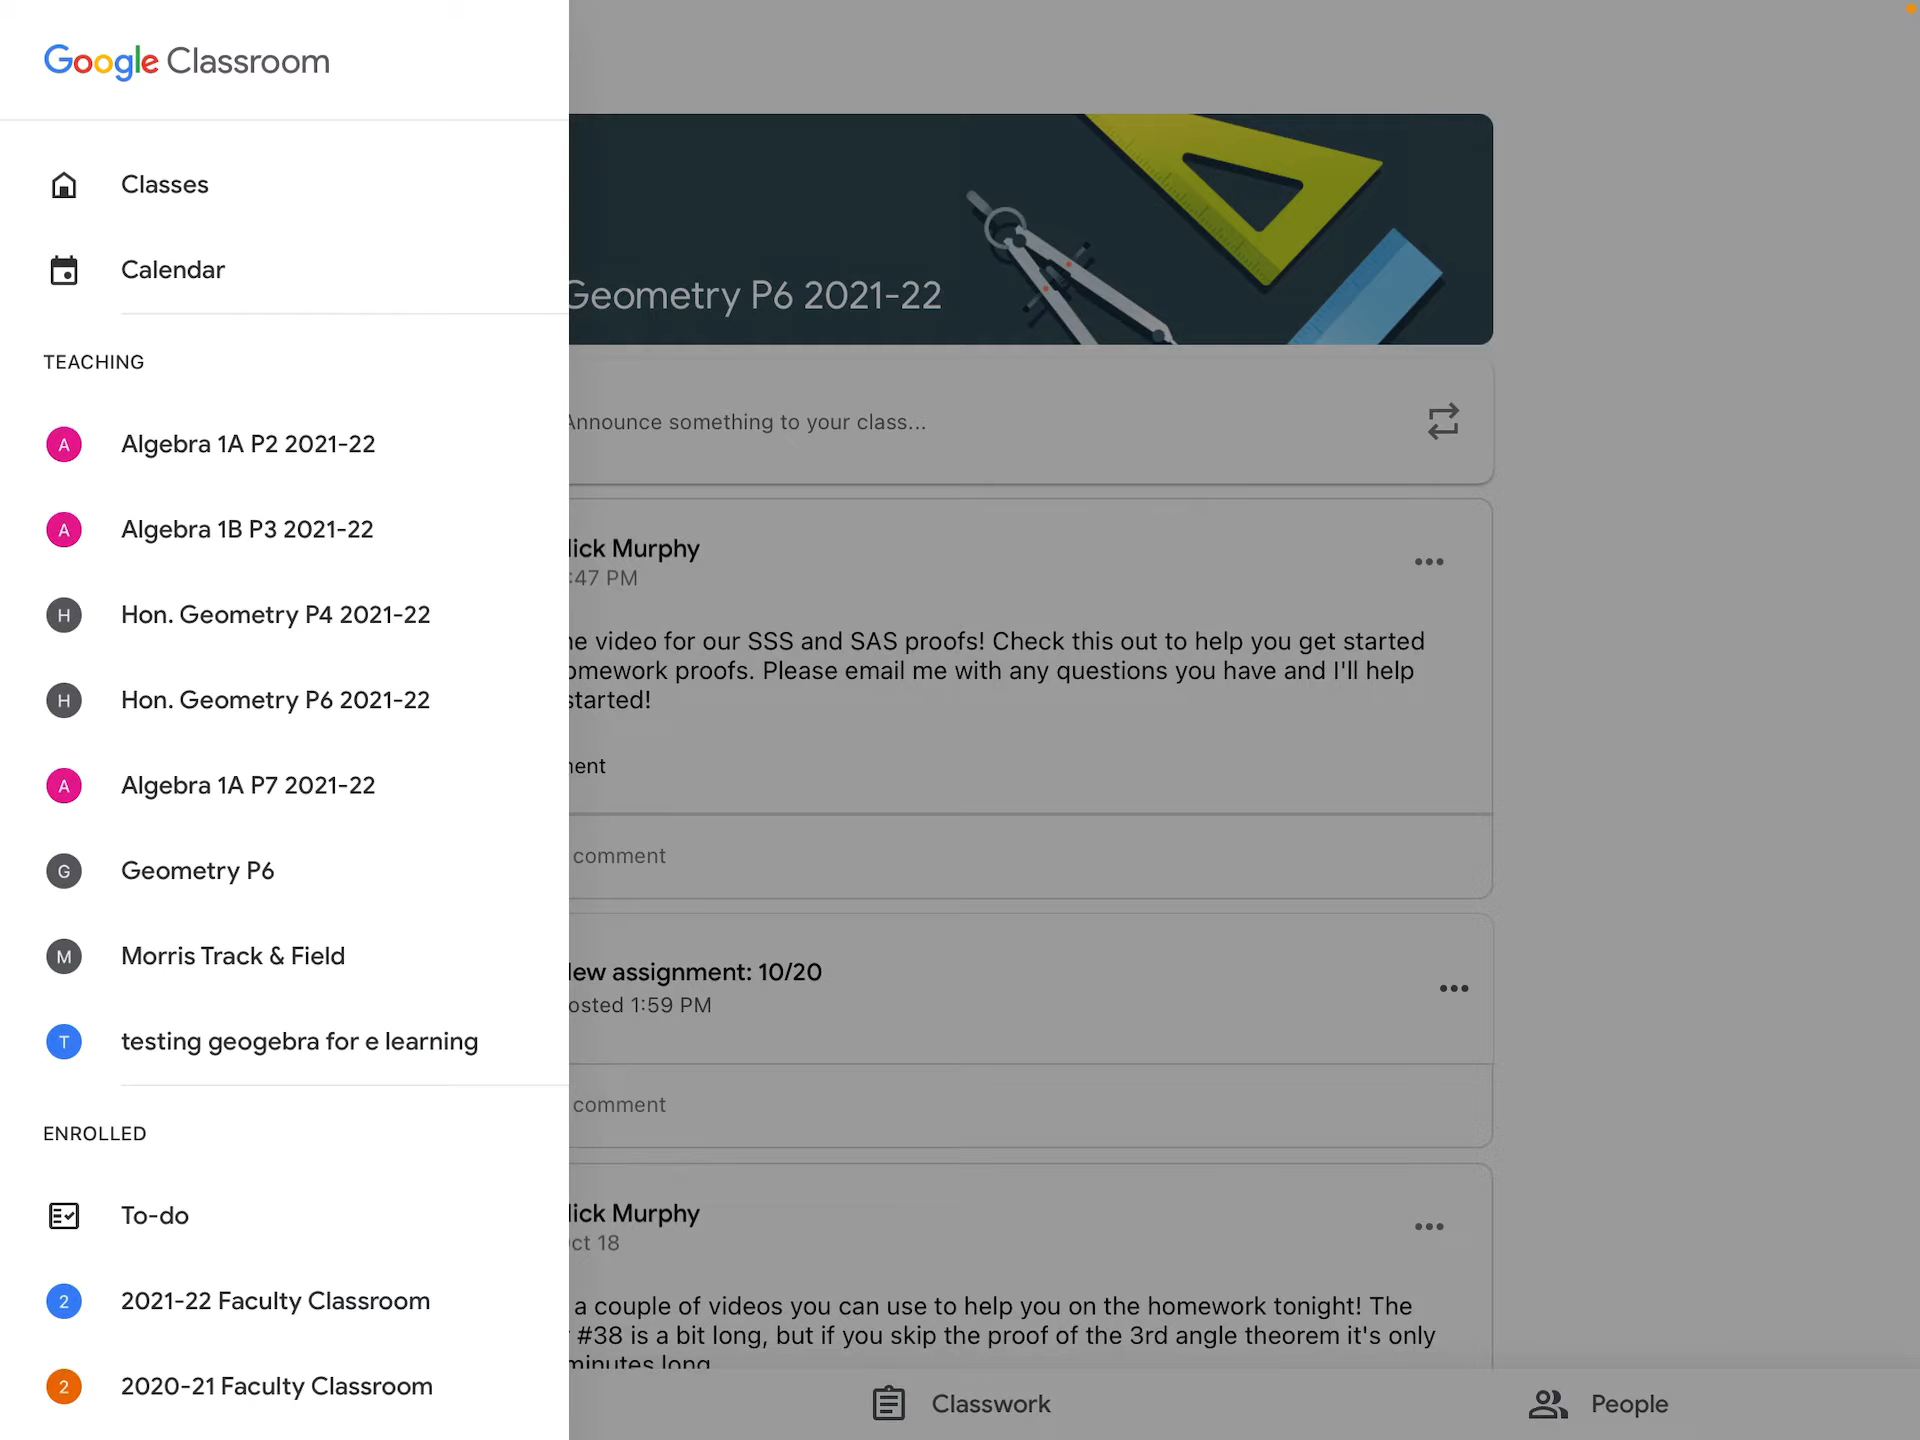 Google Classroom
Classes
Calendar
TEACHING
A Algebra 1A P2 2021-22
A Algebra 1B P3 2021-22
H Hon. Geometry P4 2021-22
H Hon. Geometry P6 2021-22
A Algebra 1A P7 2021-22
G Geometry P6
M Morris Track & Field
T testing geogebra for e learning
ENROLLED
To-do
2 2021-22 Faculty Classroom
2 2020-21 Faculty Classroom
Geometry P6 2021-22
Announce something to your class...
Murphy
:47 PM
video for our SSS and SAS proofs! Check this out to help you get started
proofs. Please email me with any questions you have and I'll help
started!
comment
assignment: 10/20
1:59 PM
comment
Murphy
18
a couple of videos you can use to help you on the homework tonight! The
#38 is a bit long, but if you skip the proof of the 3rd angle theorem it's only
minutes long
Classwork
People